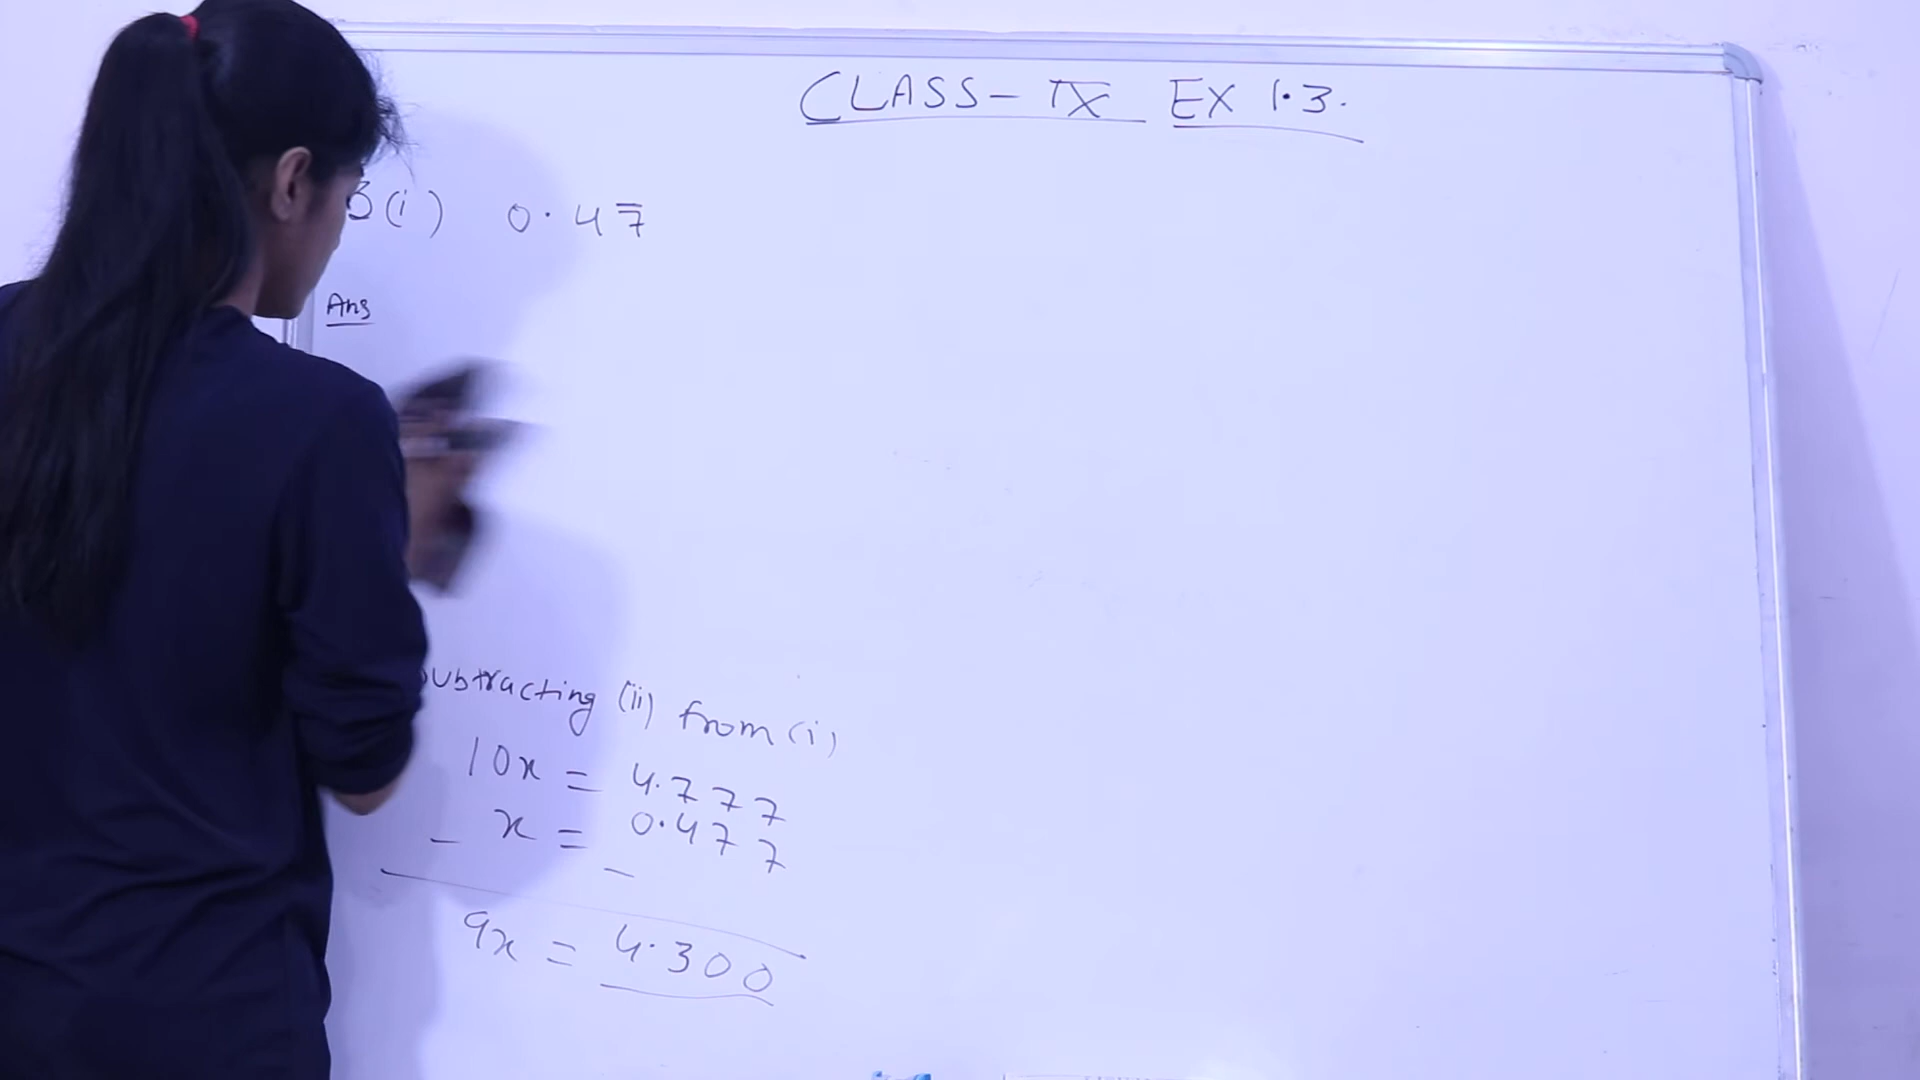 CLASS-IX EX 1.3.
3(i) 0.47̅
Ans
subtracting (ii) from (i)
10x = 4.777
- x = 0.477
-
9x = 4.300